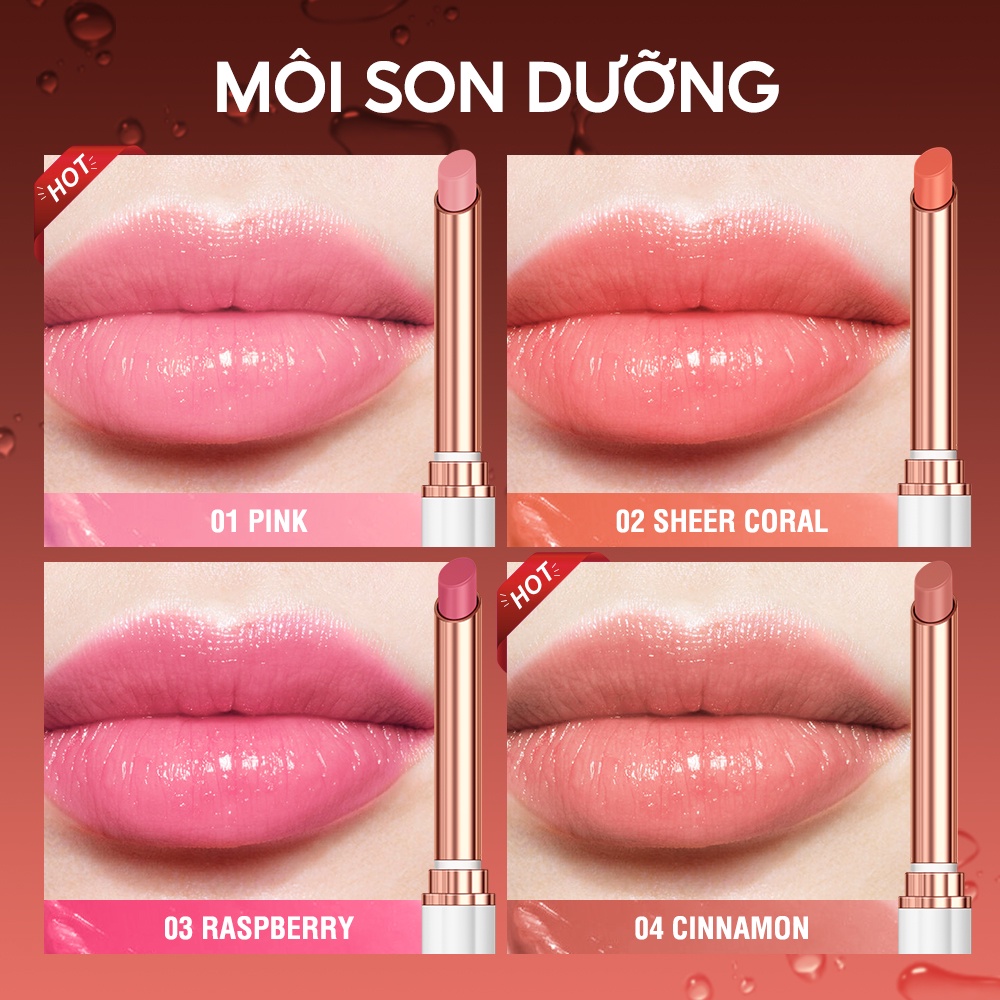 MÔI SON DƯỠNG
HOT
01 PINK
02 SHEER CORAL
HOT
03 RASPBERRY
04 CINNAMON